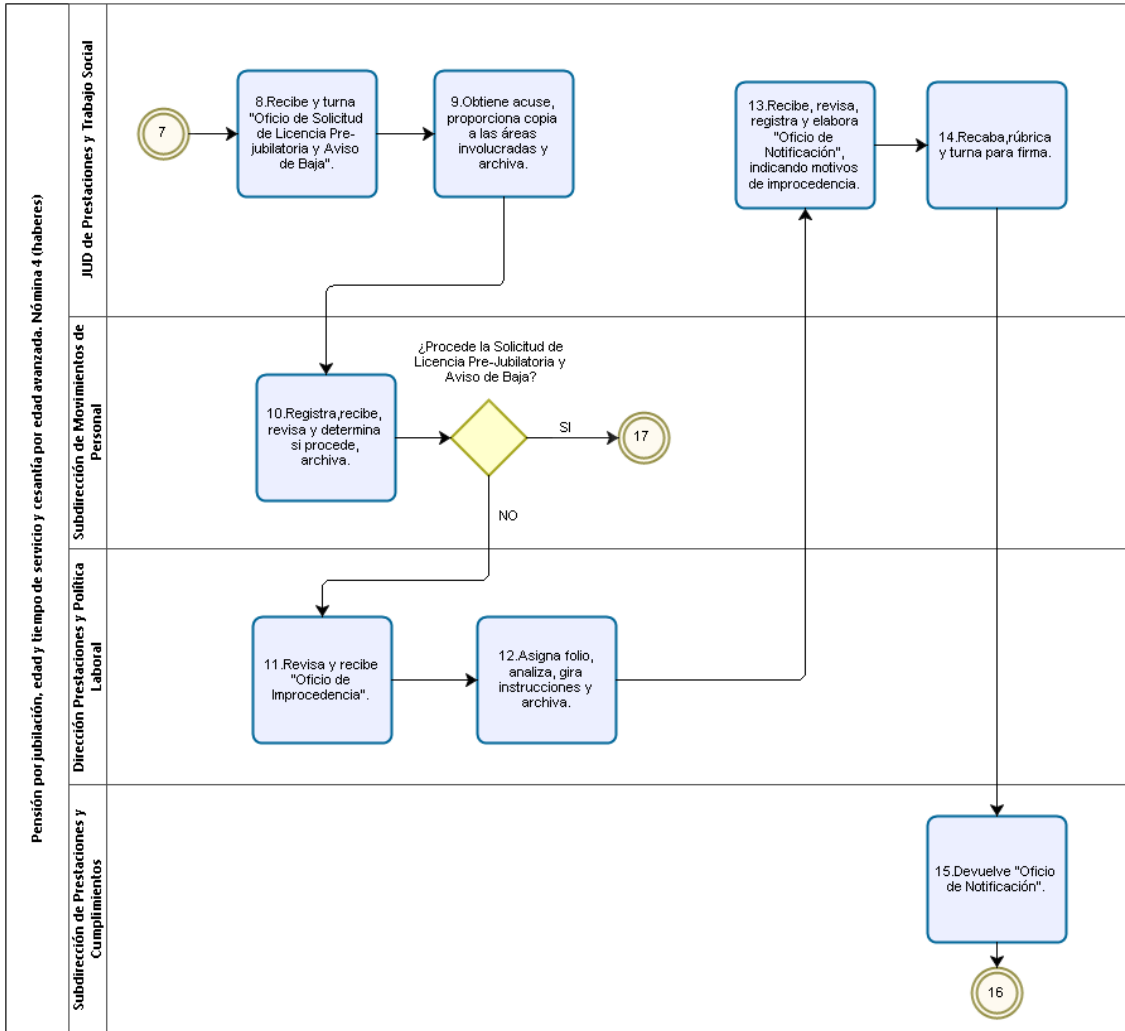 Pensión por jubilación, edad y tiempo de servicio y cesantía por edad avanzada. Nómina 4 (haberes)
JUD de Prestaciones y Trabajo Social
7
8.Recibe y turna
"Oficio de Solicitud
de Licencia Pre-
jubilatoria y Aviso
de Baja".
9.Obtiene acuse,
proporciona copia
a las áreas
involucradas y
archiva.
13.Recibe, revisa,
registra y elabora
"Oficio de
Notificación",
indicando motivos
de improcedencia.
14.Recaba,rúbrica
y turna para firma.
Subdirección de Movimientos de
Personal
10.Registra,recibe,
revisa y determina
si procede,
archiva.
¿Procede la Solicitud de
Licencia Pre-Jubilatoria y
Aviso de Baja?
SI
17
NO
Dirección Prestaciones y Política
Laboral
11.Revisa y recibe
"Oficio de
Improcedencia".
12.Asigna folio,
analiza, gira
instrucciones y
archiva.
Subdirección de Prestaciones y
Cumplimientos
15.Devuelve "Oficio
de Notificación".
16